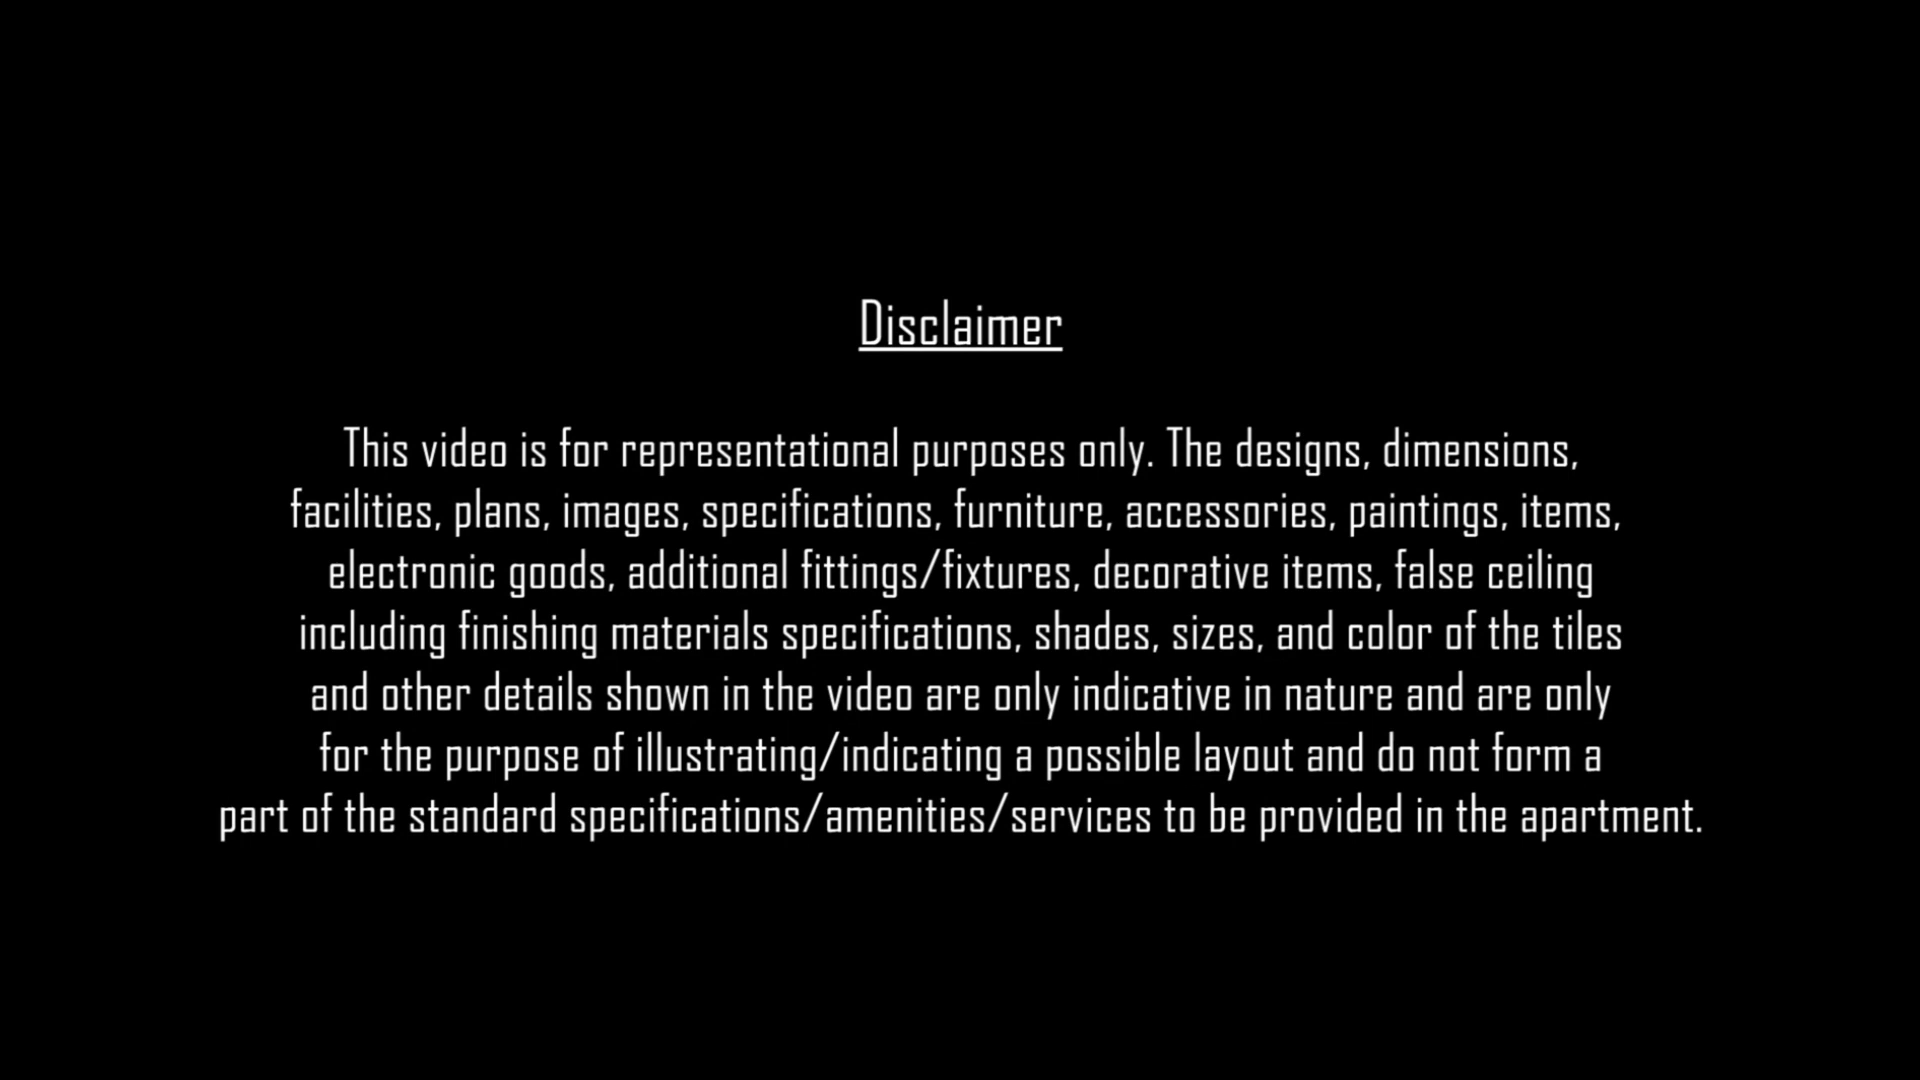 Disclaimer
This video is for representational purposes only. The designs, dimensions,
facilities, plans, images, specifications, furniture, accessories, paintings, items,
electronic goods, additional fittings/fixtures, decorative items, false ceiling
including finishing materials specifications, shades, sizes, and color of the tiles
and other details shown in the video are only indicative in nature and are only
for the purpose of illustrating/indicating a possible layout and do not form a
part of the standard specifications/amenities/services to be provided in the apartment.